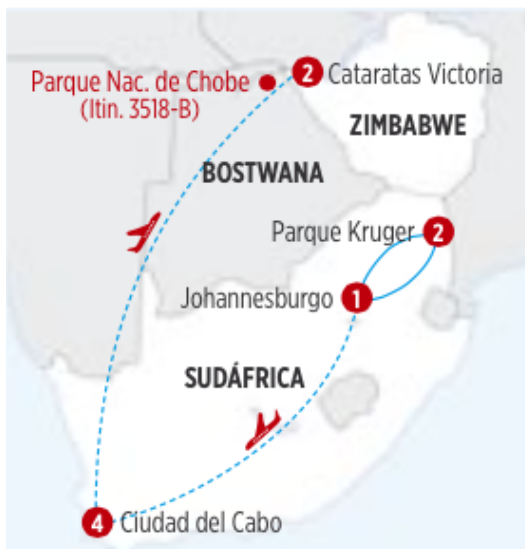 Parque Nac. de Chobe
(Itin. 3518-B)
2 Cataratas Victoria
ZIMBABWE
BOSTWANA
Parque Kruger 2
Johannesburgo 1
SUDÁFRICA
4 Ciudad del Cabo